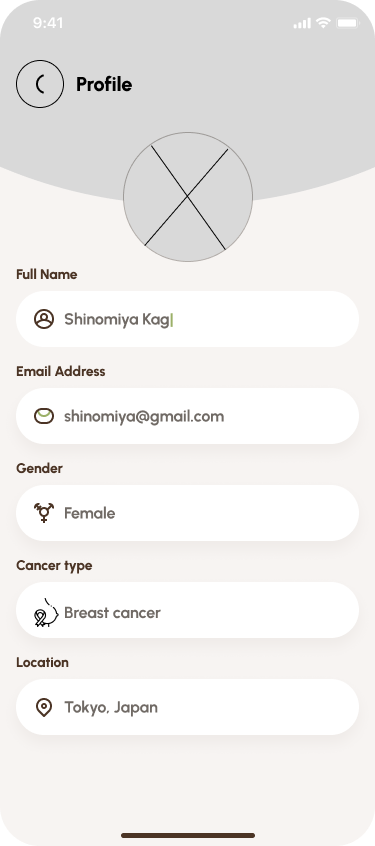 9:41
Profile
Full Name
Shinomiya Kag
Email Address
shinomiya@gmail.com
Gender
Female
Cancer type
Breast cancer
Location
Tokyo, Japan